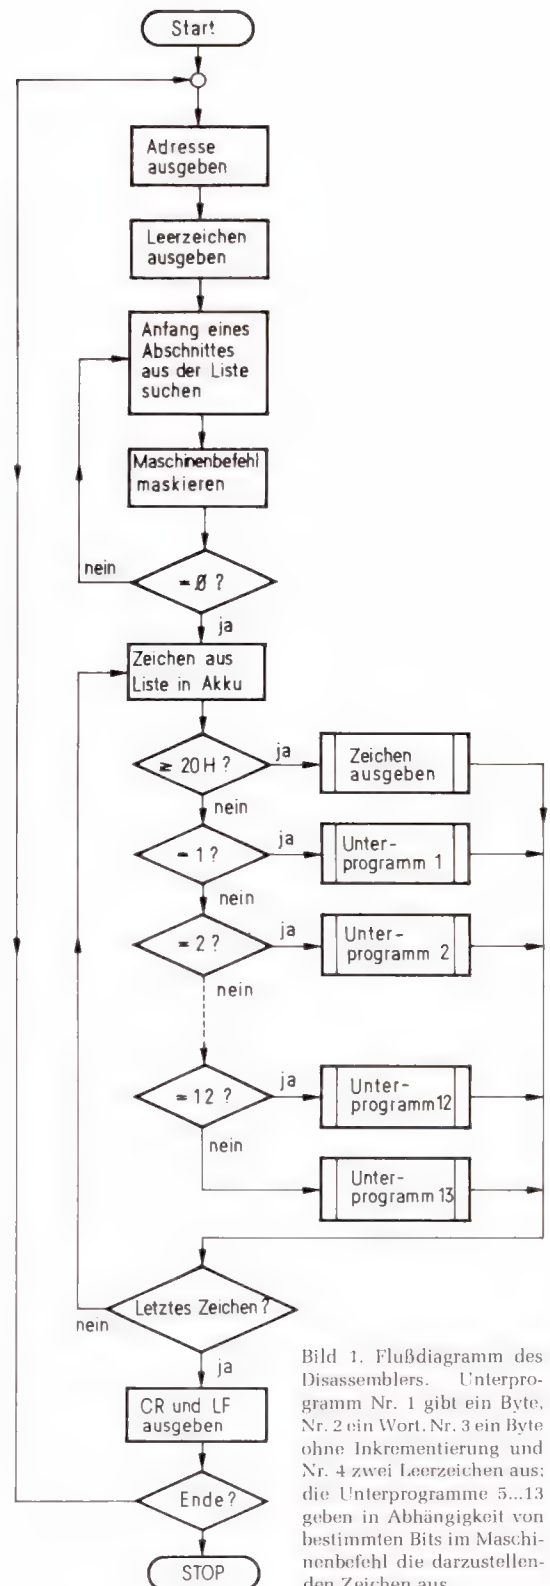 Start
Adresse
ausgeben
Leerzeichen
ausgeben
Anfang eines
Abschnittes
aus der Liste
suchen
Maschinenbefehl
maskieren
nein
= Ø ?
ja
Zeichen aus
Liste in Akku
≥ 20H ?
ja
Zeichen
ausgeben
nein
= 1 ?
ja
Unter-
programm 1
nein
= 2 ?
ja
Unter-
programm 2
nein
= 12 ?
ja
Unter-
programm 12
nein
Unter-
programm 13
Letztes Zeichen ?
nein
ja
CR und LF
ausgeben
Ende ?
STOP
Bild 1. Flußdiagramm des
Disassemblers. Unterpro-
gramm Nr. 1 gibt ein Byte,
Nr. 2 ein Wort, Nr. 3 ein Byte
ohne Inkrementierung und
Nr. 4 zwei Leerzeichen aus;
die Unterprogramme 5...13
geben in Abhängigkeit von
bestimmten Bits im Maschi-
nenbefehl die darzustellen-
den Zeichen aus